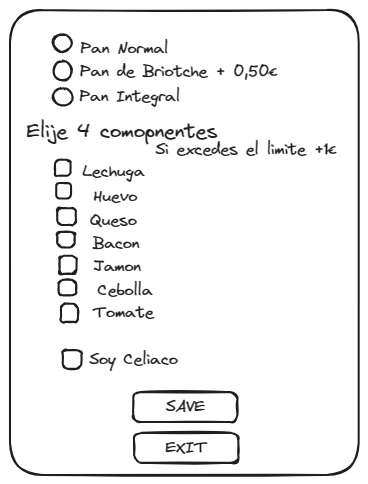 Pan Normal
Pan de Briotche + 0,50€
Pan Integral
Elije 4 comopnentes
Si excedes el limite +1€
Lechuga
Huevo
Queso
Bacon
Jamon
Cebolla
Tomate
Soy Celiaco
SAVE
EXIT